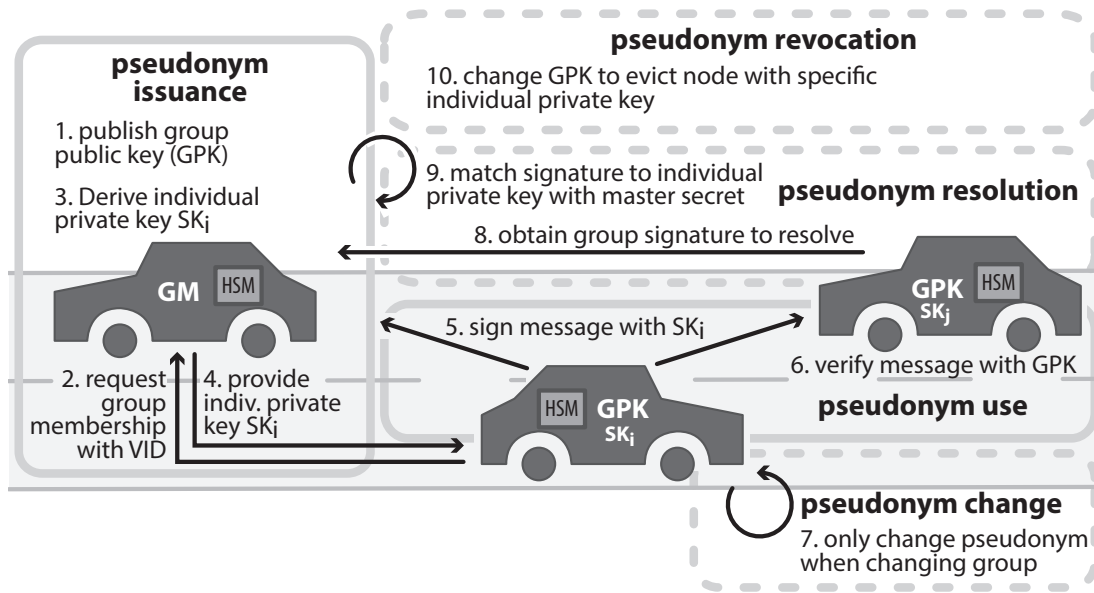 pseudonym
issuance
1. publish group
public key (GPK)
3. Derive individual
private key SKi
GM
HSM
2. request
group
membership
with VID
4. provide
indiv. private
key SKi
pseudonym revocation
10. change GPK to evict node with specific
individual private key
9. match signature to individual
private key with master secret
pseudonym resolution
8. obtain group signature to resolve
GPK
SKj
HSM
5. sign message with SKi
6. verify message with GPK
pseudonym use
HSM
GPK
SKi
pseudonym change
7. only change pseudonym
when changing group